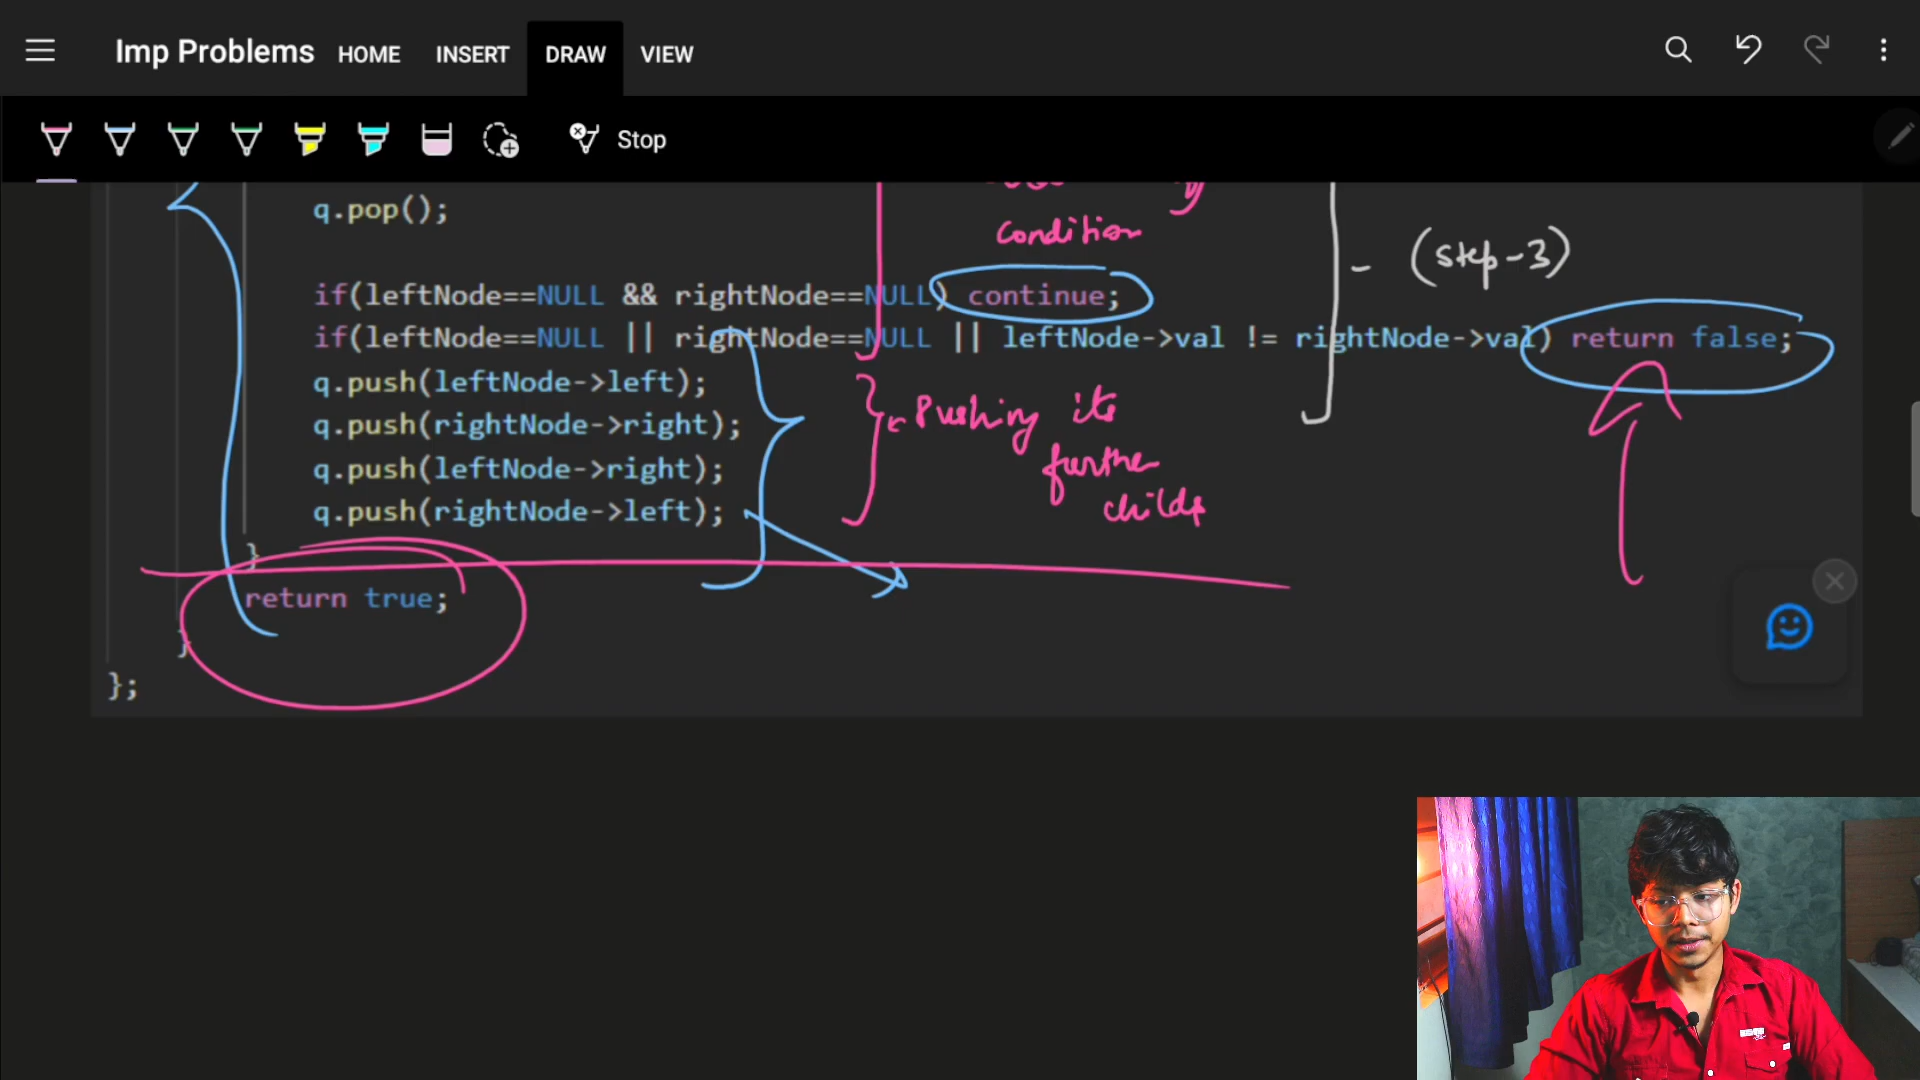 Imp Problems HOME INSERT DRAW VIEW
Stop
q.pop();
condition
(step-3)
if(leftNode==NULL && rightNode==NULL) continue;
if(leftNode==NULL || rightNode==NULL || leftNode->val != rightNode->val) return false;
q.push(leftNode->left);
q.push(rightNode->right);
q.push(leftNode->right);
q.push(rightNode->left);
Pushing its
further
childs
}
return true;
}
};